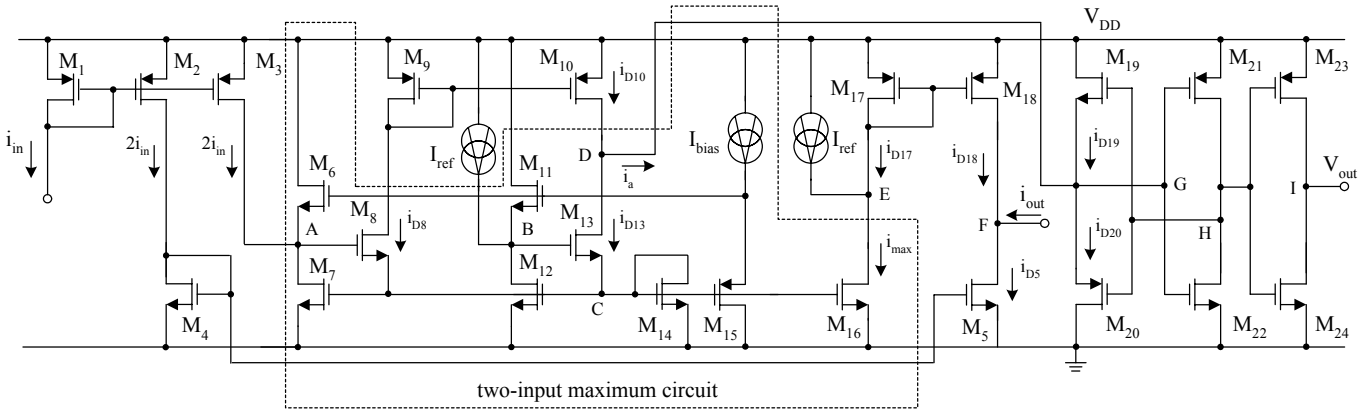 V_DD
M_1
M_2
M_3
M_9
M_10
M_17
M_18
M_19
M_21
M_23
i_in
2i_in
2i_in
I_ref
i_D10
D
i_a
I_bias
I_ref
i_D17
i_D18
i_D19
V_out
M_6
M_11
M_8
M_13
E
G
I
A
i_D8
B
i_D13
F
i_out
H
M_7
M_12
C
i_max
i_D5
i_D20
M_4
M_14
M_15
M_16
M_5
M_20
M_22
M_24
two-input maximum circuit